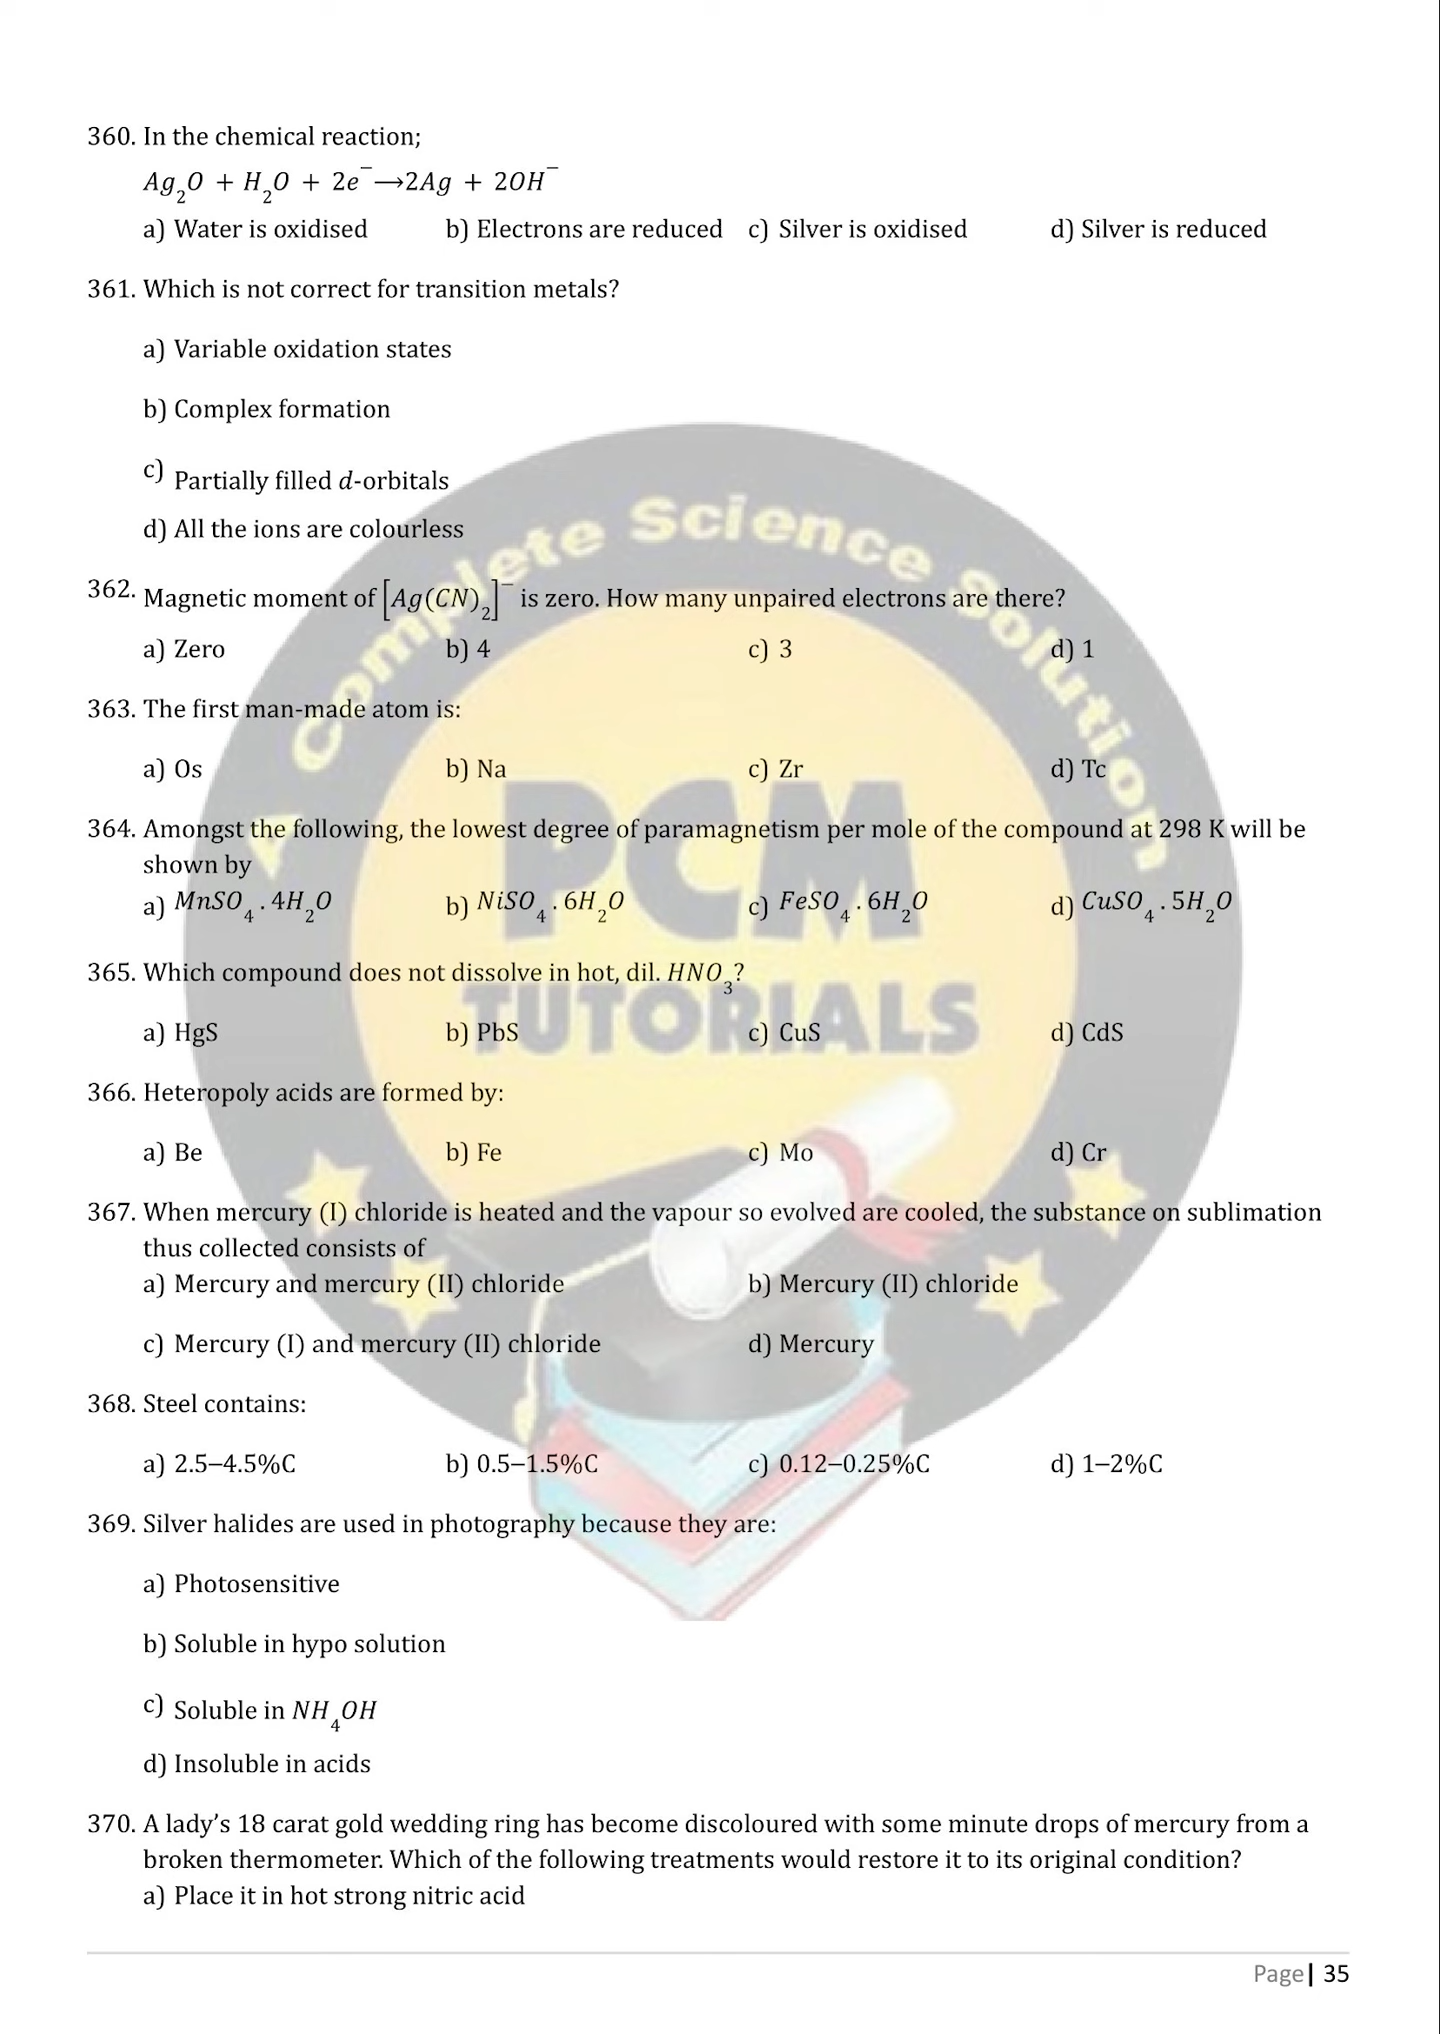 360. In the chemical reaction;
Ag₂O + H₂O + 2e⁻ ⟶2Ag + 2OH⁻
a) Water is oxidised b) Electrons are reduced c) Silver is oxidised d) Silver is reduced
361. Which is not correct for transition metals?
a) Variable oxidation states
b) Complex formation
c) Partially filled d-orbitals
d) All the ions are colourless
362. Magnetic moment of [Ag(CN)₂]⁻ is zero. How many unpaired electrons are there?
a) Zero b) 4 c) 3 d) 1
363. The first man-made atom is:
a) Os b) Na c) Zr d) Tc
364. Amongst the following, the lowest degree of paramagnetism per mole of the compound at 298 K will be
shown by
a) MnSO₄ . 4H₂O b) NiSO₄ . 6H₂O c) FeSO₄ . 6H₂O d) CuSO₄ . 5H₂O
365. Which compound does not dissolve in hot, dil. HNO₃?
a) HgS b) PbS c) CuS d) CdS
366. Heteropoly acids are formed by:
a) Be b) Fe c) Mo d) Cr
367. When mercury (I) chloride is heated and the vapour so evolved are cooled, the substance on sublimation
thus collected consists of
a) Mercury and mercury (II) chloride b) Mercury (II) chloride
c) Mercury (I) and mercury (II) chloride d) Mercury
368. Steel contains:
a) 2.5–4.5%C b) 0.5–1.5%C c) 0.12–0.25%C d) 1–2%C
369. Silver halides are used in photography because they are:
a) Photosensitive
b) Soluble in hypo solution
c) Soluble in NH₄OH
d) Insoluble in acids
370. A lady’s 18 carat gold wedding ring has become discoloured with some minute drops of mercury from a
broken thermometer. Which of the following treatments would restore it to its original condition?
a) Place it in hot strong nitric acid
Page| 35
A Complete Science Solution
PCM
TUTORIALS